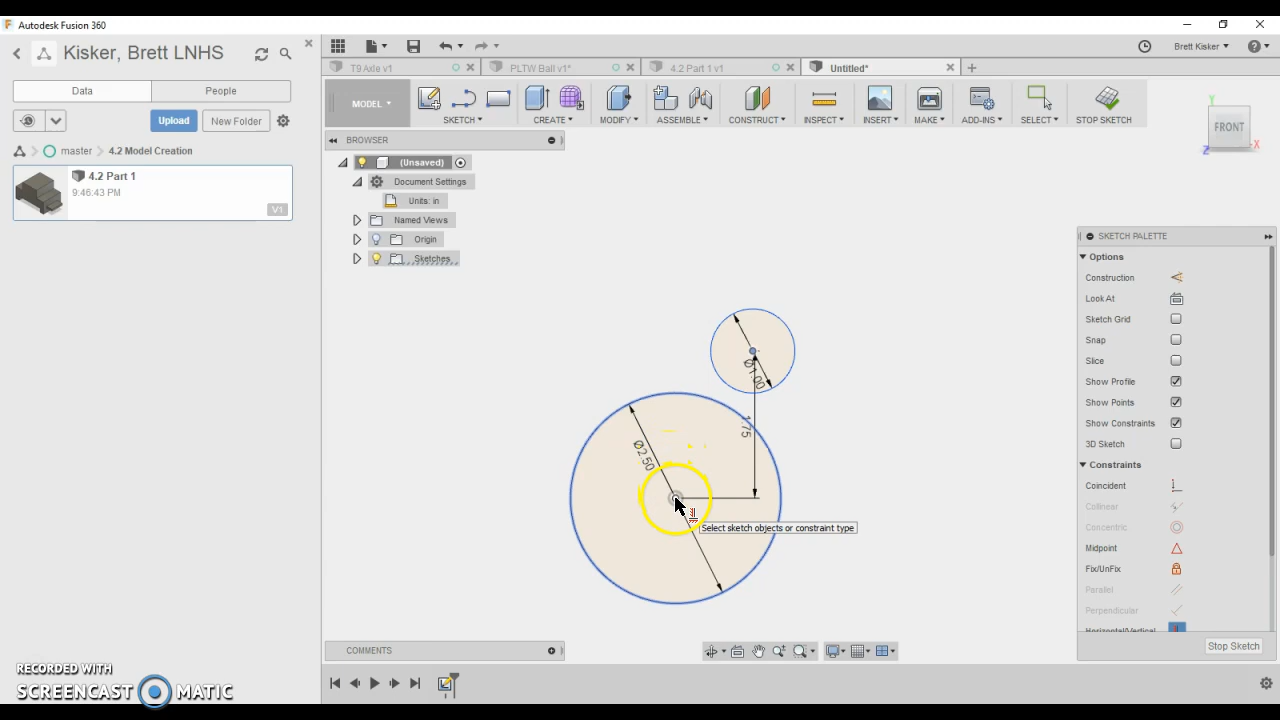 Autodesk Fusion 360
Kisker, Brett LNHS
Data
People
Upload
New Folder
master
4.2 Model Creation
4.2 Part 1
9:46:43 PM
V1
Brett Kisker
T9 Axle v1
PLTW Ball v1*
4.2 Part 1 v1
Untitled*
MODEL
SKETCH
CREATE
MODIFY
ASSEMBLE
CONSTRUCT
INSPECT
INSERT
MAKE
ADD-INS
SELECT
STOP SKETCH
BROWSER
(Unsaved)
Document Settings
Units: in
Named Views
Origin
Sketches
Y
FRONT
X
Z
Ø1.00
1.75
Ø2.50
Select sketch objects or constraint type
SKETCH PALETTE
Options
Construction
Look At
Sketch Grid
Snap
Slice
Show Profile
Show Points
Show Constraints
3D Sketch
Constraints
Coincident
Collinear
Concentric
Midpoint
Fix/UnFix
Parallel
Perpendicular
Horizontal/Vertical
Stop Sketch
COMMENTS
RECORDED WITH
SCREENCAST MATIC